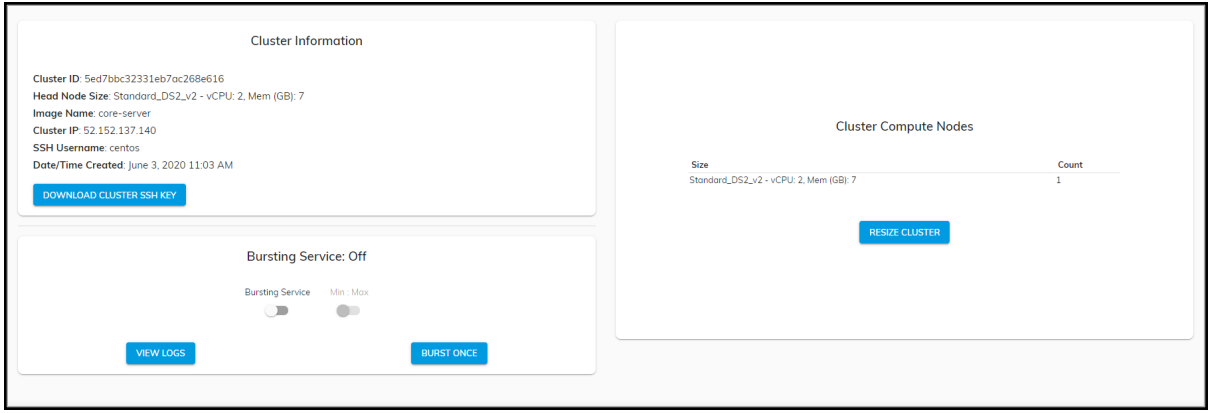 Cluster Information
Cluster ID: 5ed7bbc32331eb7ac268e616
Head Node Size: Standard_DS2_v2 - vCPU: 2, Mem (GB): 7
Image Name: core-server
Cluster IP: 52.152.137.140
SSH Username: centos
Date/Time Created: June 3, 2020 11:03 AM
DOWNLOAD CLUSTER SSH KEY
Bursting Service: Off
Bursting Service Min : Max
VIEW LOGS BURST ONCE
Cluster Compute Nodes
Size Count
Standard_DS2_v2 - vCPU: 2, Mem (GB): 7 1
RESIZE CLUSTER